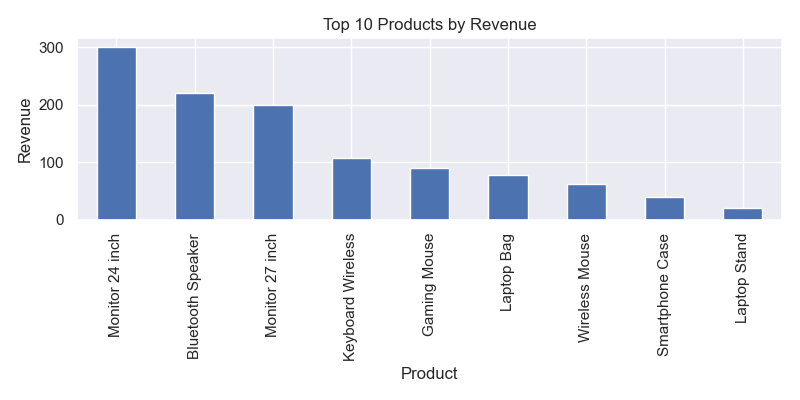 Top 10 Products by Revenue
Revenue
300
200
100
0
Monitor 24 inch
Bluetooth Speaker
Monitor 27 inch
Keyboard Wireless
Gaming Mouse
Laptop Bag
Wireless Mouse
Smartphone Case
Laptop Stand
Product